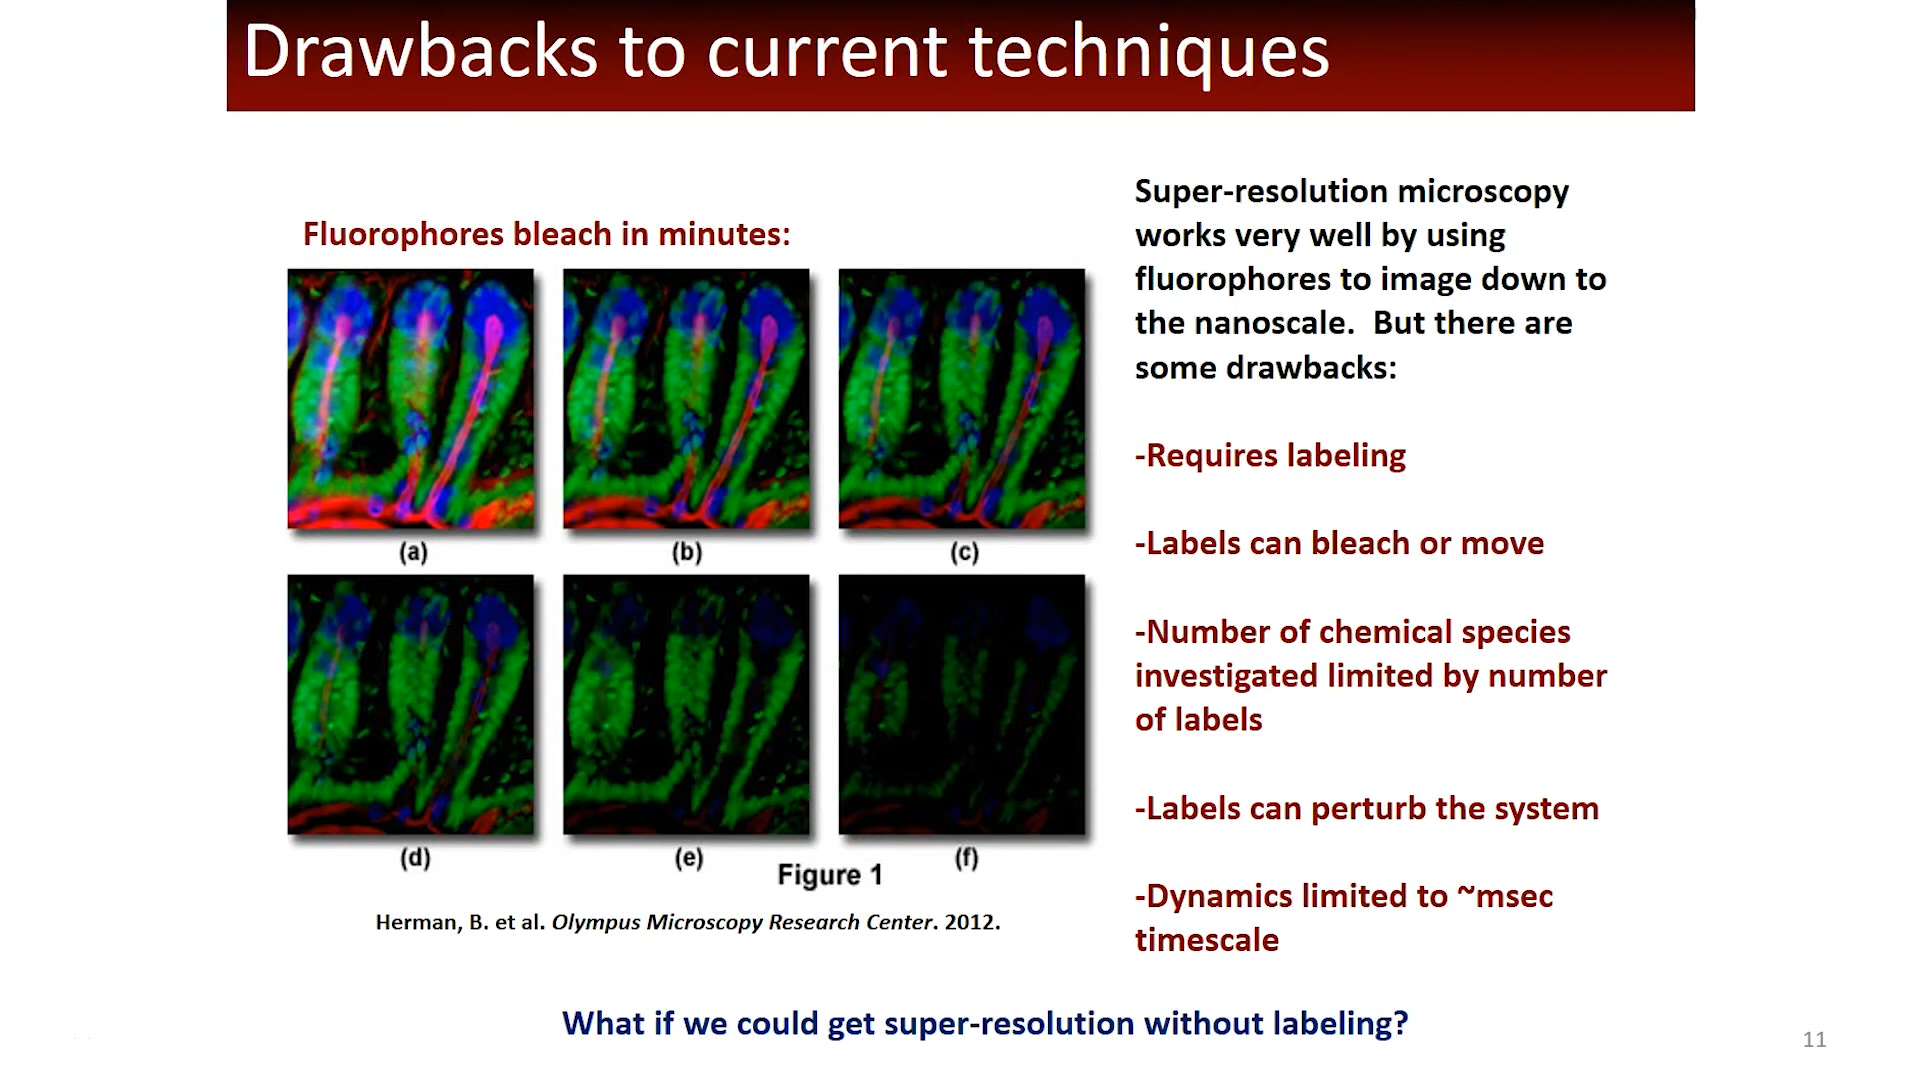 Drawbacks to current techniques
Fluorophores bleach in minutes:
(a)
(b)
(c)
(d)
(e)
(f)
Figure 1
Herman, B. et al. Olympus Microscopy Research Center. 2012.
Super-resolution microscopy
works very well by using
fluorophores to image down to
the nanoscale.  But there are
some drawbacks:
-Requires labeling
-Labels can bleach or move
-Number of chemical species
investigated limited by number
of labels
-Labels can perturb the system
-Dynamics limited to ~msec
timescale
What if we could get super-resolution without labeling?
11